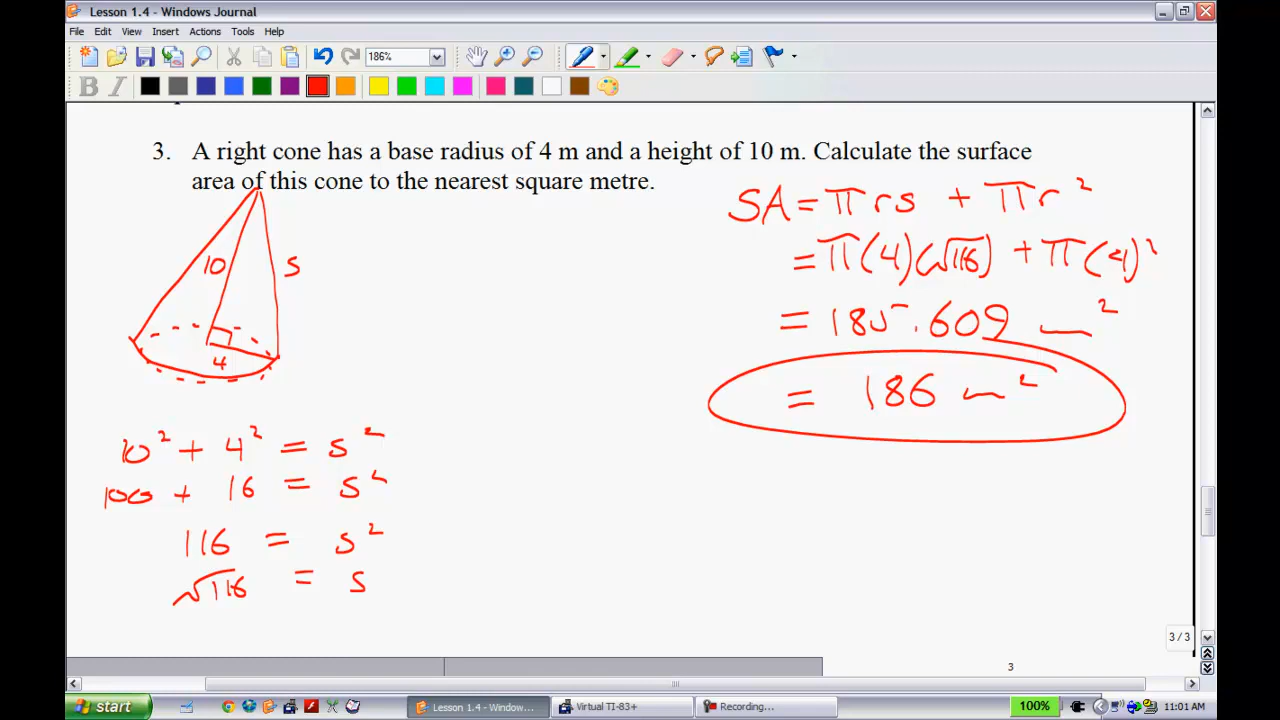 Lesson 1.4 - Windows Journal
File Edit View Insert Actions Tools Help
186%
B I
3. A right cone has a base radius of 4 m and a height of 10 m. Calculate the surface
area of this cone to the nearest square metre.
SA = πrs + πr²
= π(4)(√116) + π(4)²
= 185.609 m²
= 186 m²
10
s
4
10² + 4² = s²
100 + 16 = s²
116 = s²
√116 = s
3/3
3
start
Lesson 1.4 - Window...
Virtual TI-83+
Recording...
100%
11:01 AM